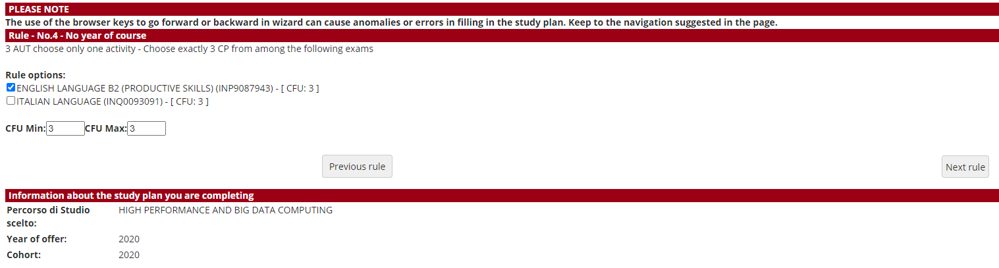 PLEASE NOTE
The use of the browser keys to go forward or backward in wizard can cause anomalies or errors in filling in the study plan. Keep to the navigation suggested in the page.
Rule - No.4 - No year of course
3 AUT choose only one activity - Choose exactly 3 CP from among the following exams
Rule options:
ENGLISH LANGUAGE B2 (PRODUCTIVE SKILLS) (INP9087943) - [ CFU: 3 ]
ITALIAN LANGUAGE (INQ0093091) - [ CFU: 3 ]
CFU Min: 3 CFU Max: 3
Previous rule Next rule
Information about the study plan you are completing
Percorso di Studio HIGH PERFORMANCE AND BIG DATA COMPUTING
scelto:
Year of offer: 2020
Cohort: 2020